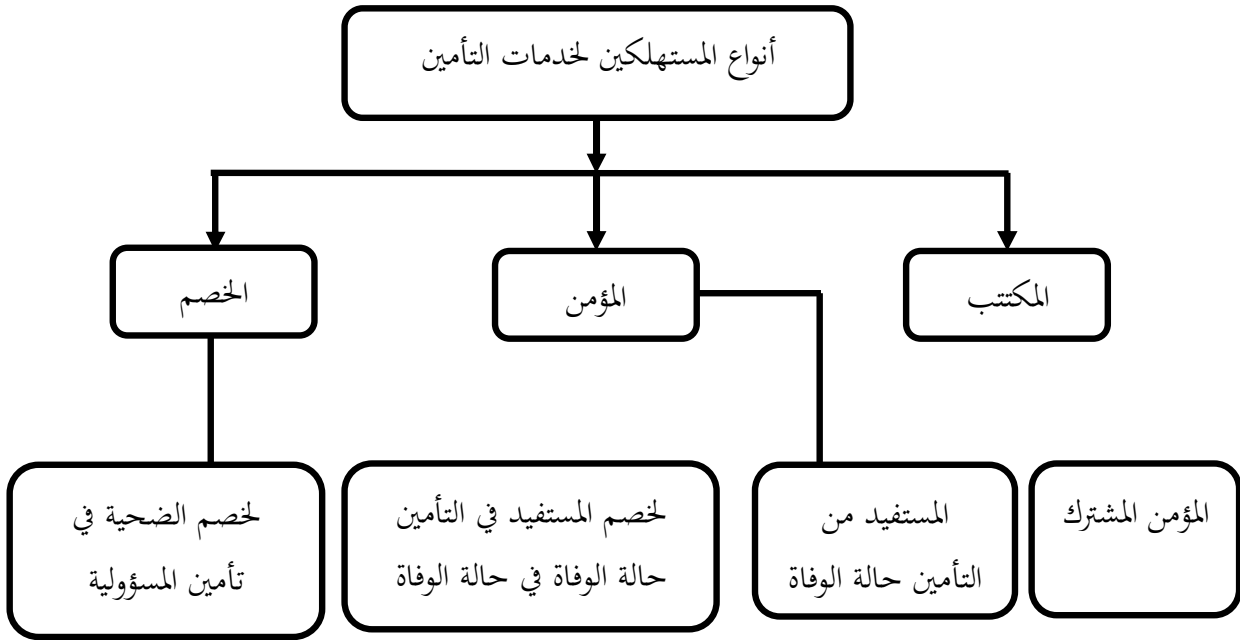 أنواع المستهلكين لخدمات التأمين
المكتتب
المؤمن
الخصم
المؤمن المشترك
المستفيد من
التأمين حالة الوفاة
لخصم المستفيد في التأمين
حالة الوفاة في حالة الوفاة
لخصم الضحية في
تأمين المسؤولية